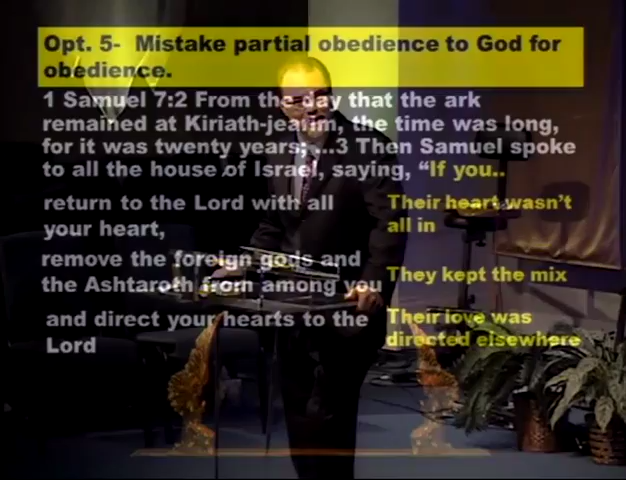 Opt. 5- Mistake partial obedience to God for
obedience.
1 Samuel 7:2 From the day that the ark
remained at Kiriath-jearim, the time was long,
for it was twenty years; ...3 Then Samuel spoke
to all the house of Israel, saying, “If you..
return to the Lord with all
your heart,
Their heart wasn't
all in
remove the foreign gods and
the Ashtaroth from among you
They kept the mix
and direct your hearts to the
Lord
Their love was
directed elsewhere